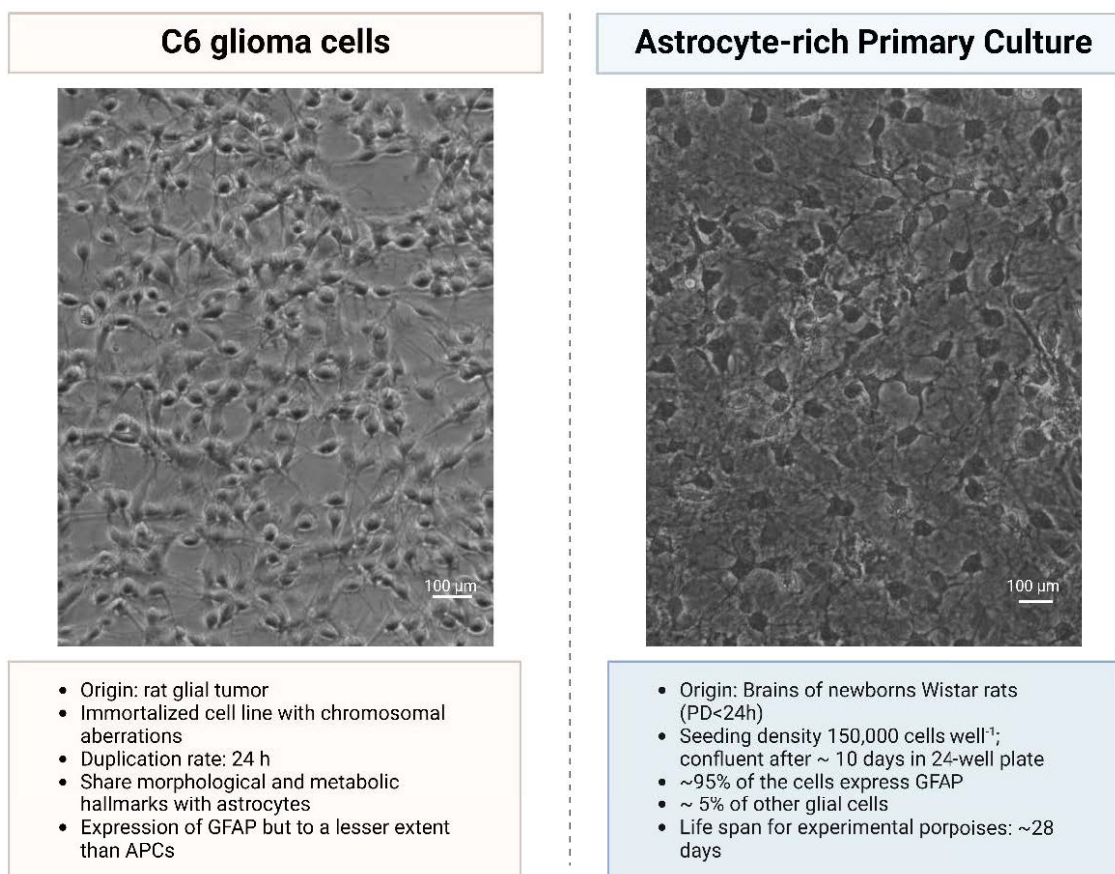 C6 glioma cells
100 µm
• Origin: rat glial tumor
• Immortalized cell line with chromosomal
aberrations
• Duplication rate: 24 h
• Share morphological and metabolic
hallmarks with astrocytes
• Expression of GFAP but to a lesser extent
than APCs
Astrocyte-rich Primary Culture
100 µm
• Origin: Brains of newborns Wistar rats
(PD<24h)
• Seeding density 150,000 cells well⁻¹;
confluent after ~ 10 days in 24-well plate
• ~95% of the cells express GFAP
• ~ 5% of other glial cells
• Life span for experimental porpoises: ~28
days